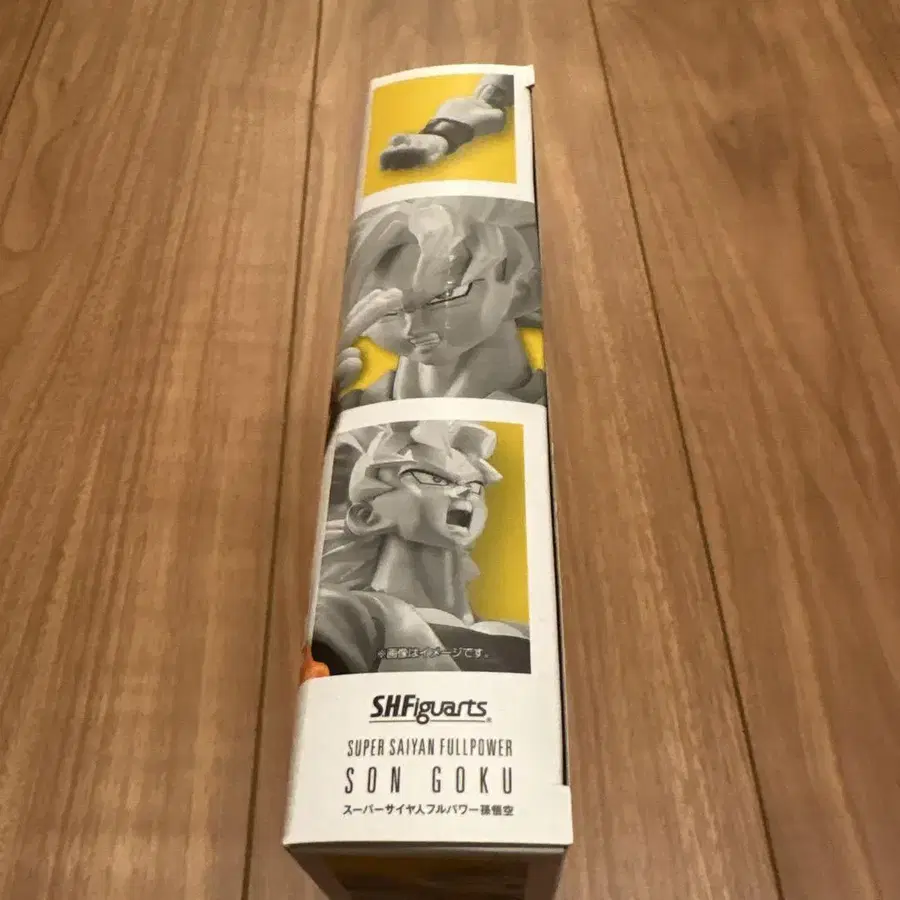 ※画像はイメージです。
S.H.Figuarts®
SUPER SAIYAN FULLPOWER
SON GOKU
スーパーサイヤ人フルパワー孫悟空